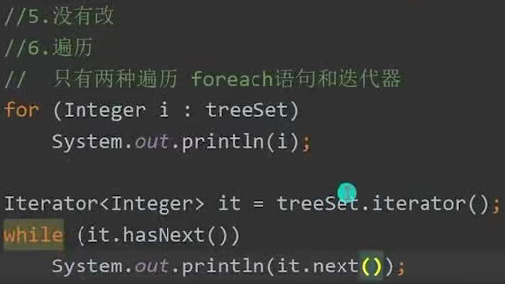 //5.没有改
//6.遍历
//  只有两种遍历 foreach语句和迭代器
for (Integer i : treeSet)
    System.out.println(i);
Iterator<Integer> it = treeSet.iterator();
while (it.hasNext())
    System.out.println(it.next());